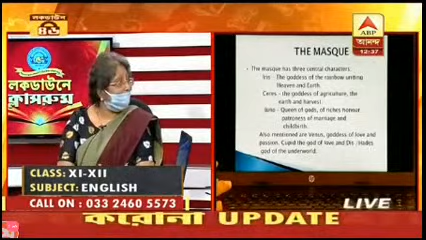 লকডাউনে
ABP
আনন্দ
12:37
লকডাউনে
ক্লাসরুম
THE MASQUE
• The masque has three central characters.
Iris - The goddess of the rainbow uniting
Heaven and Earth.
Ceres - the goddess of agriculture, the
earth and harvest.
Juno - Queen of gods, of riches honour
patroness of marriage and
childbirth.
Also mentioned are Venus, goddess of love and
passion, Cupid the god of love and Dis / Hades
god of the underworld.
CLASS: XI-XII
SUBJECT: ENGLISH
CALL ON : 033 2460 5573
LIVE
করোনা UPDATE